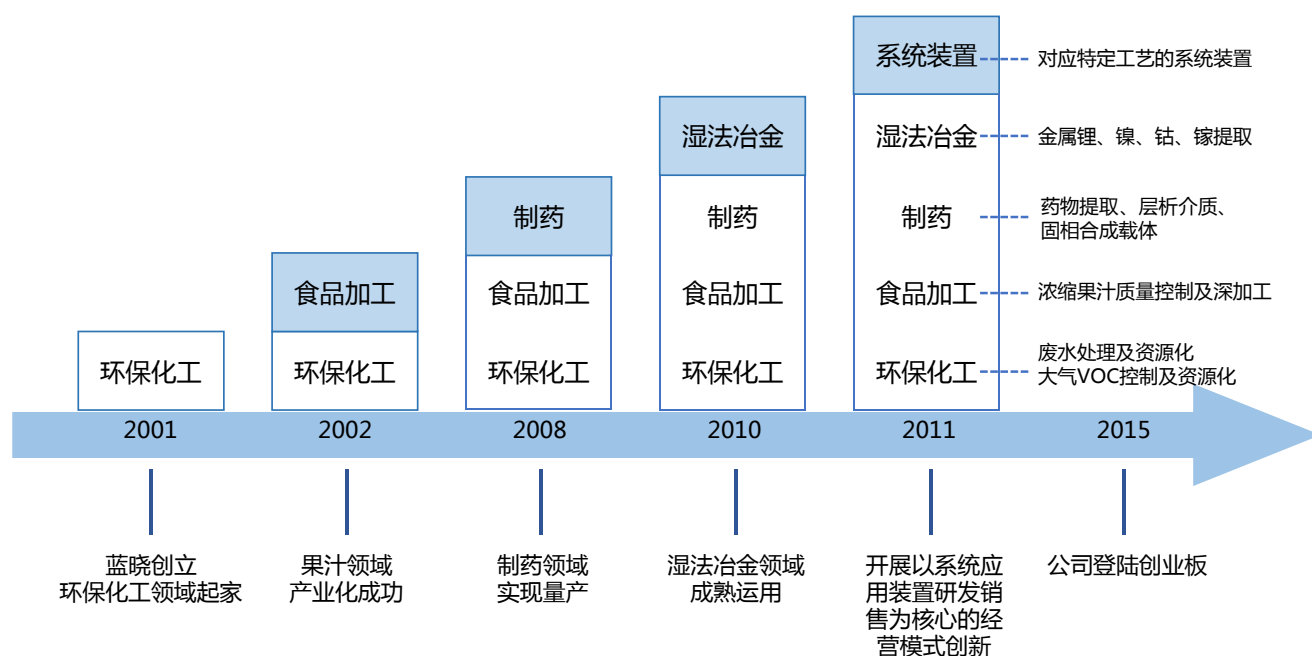 系统装置
对应特定工艺的系统装置
湿法冶金
湿法冶金
金属锂、镍、钴、镓提取
制药
制药
制药
药物提取、层析介质、
固相合成载体
食品加工
食品加工
食品加工
食品加工
浓缩果汁质量控制及深加工
环保化工
环保化工
环保化工
环保化工
环保化工
废水处理及资源化
大气VOC控制及资源化
2001
2002
2008
2010
2011
2015
蓝晓创立
环保化工领域起家
果汁领域
产业化成功
制药领域
实现量产
湿法冶金领域
成熟运用
开展以系统应
用装置研发销
售为核心的经
营模式创新
公司登陆创业板